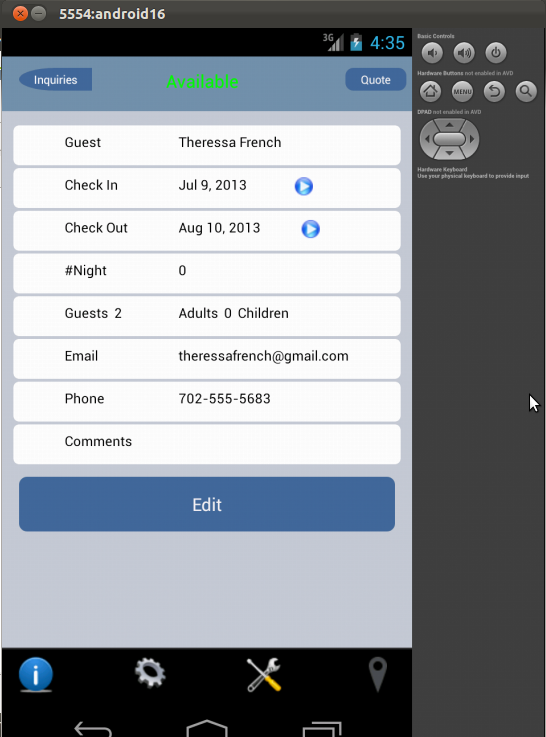 5554:android16
3G 4:35
Inquiries Available Quote
Guest Theressa French
Check In Jul 9, 2013
Check Out Aug 10, 2013
#Night 0
Guests 2 Adults 0 Children
Email theressafrench@gmail.com
Phone 702-555-5683
Comments
Edit
Basic Controls
Hardware Buttons not enabled in AVD
MENU
DPAD not enabled in AVD
Hardware Keyboard
Use your physical keyboard to provide input